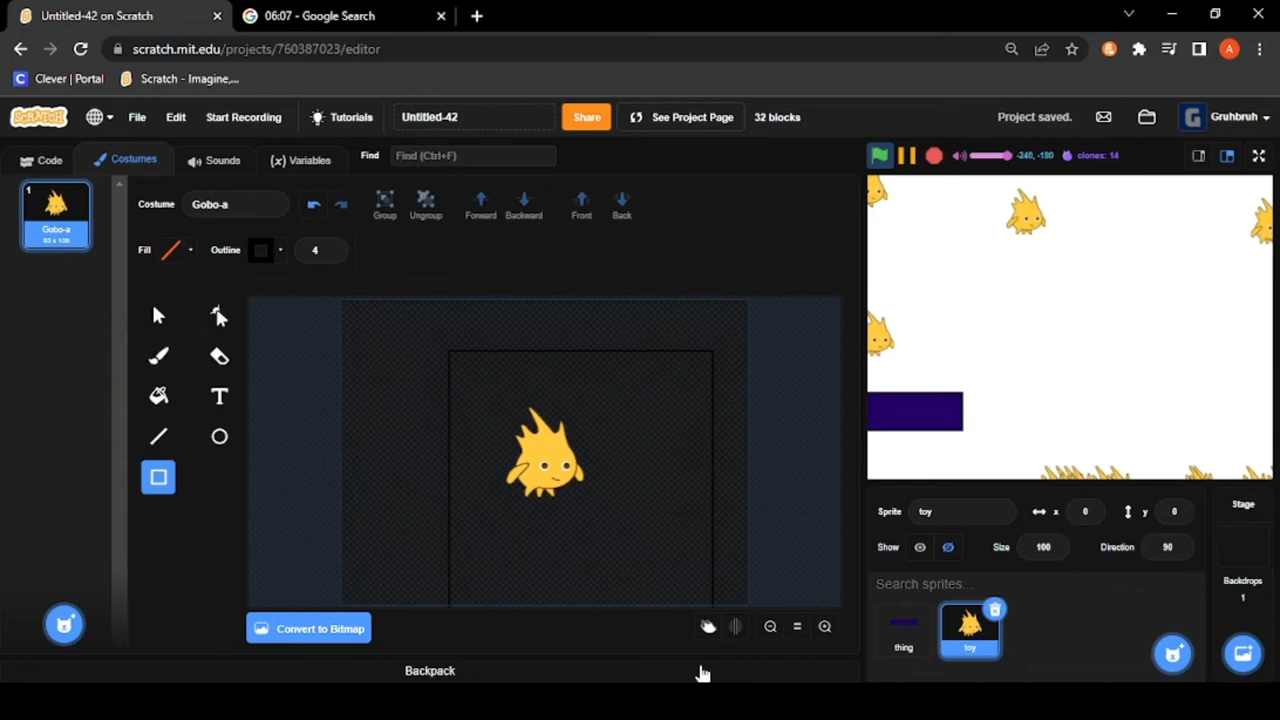 Untitled-42 on Scratch
06:07 - Google Search
scratch.mit.edu/projects/760387023/editor
A
C Clever | Portal
Scratch - Imagine,...
SCRATCH
File
Edit
Start Recording
Tutorials
Untitled-42
Share
See Project Page
32 blocks
Project saved.
G
Gruhbruh
Code
Costumes
Sounds
(x) Variables
Find
Find (Ctrl+F)
-240, -180
clones: 14
1
Gobo-a
93 x 105
Costume
Gobo-a
Group
Ungroup
Forward
Backward
Front
Back
Fill
Outline
4
T
Convert to Bitmap
Backpack
Sprite
toy
x
0
y
0
Show
Size
100
Direction
90
Search sprites...
thing
toy
Stage
Backdrops
1